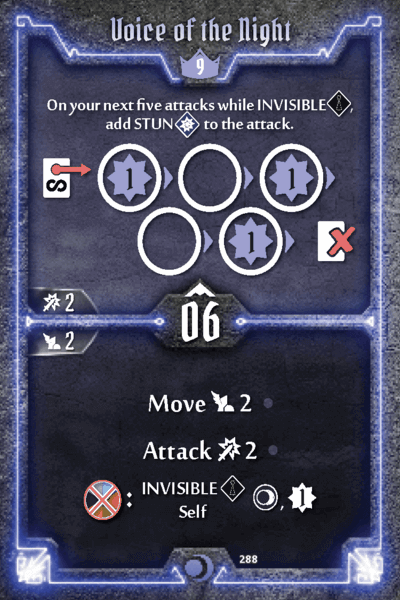 Voice of the Night
9
On your next five attacks while INVISIBLE,
add STUN to the attack.
S 1 1
1
2
06
2
Move 2
Attack 2
: INVISIBLE , 1
Self
288